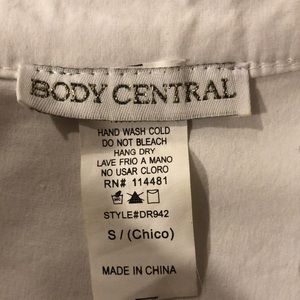 BODY CENTRAL
HAND WASH COLD
DO NOT BLEACH
HANG DRY
LAVE FRIO A MANO
NO USAR CLORO
RN# 114481
STYLE#DR942
S / (Chico)
MADE IN CHINA